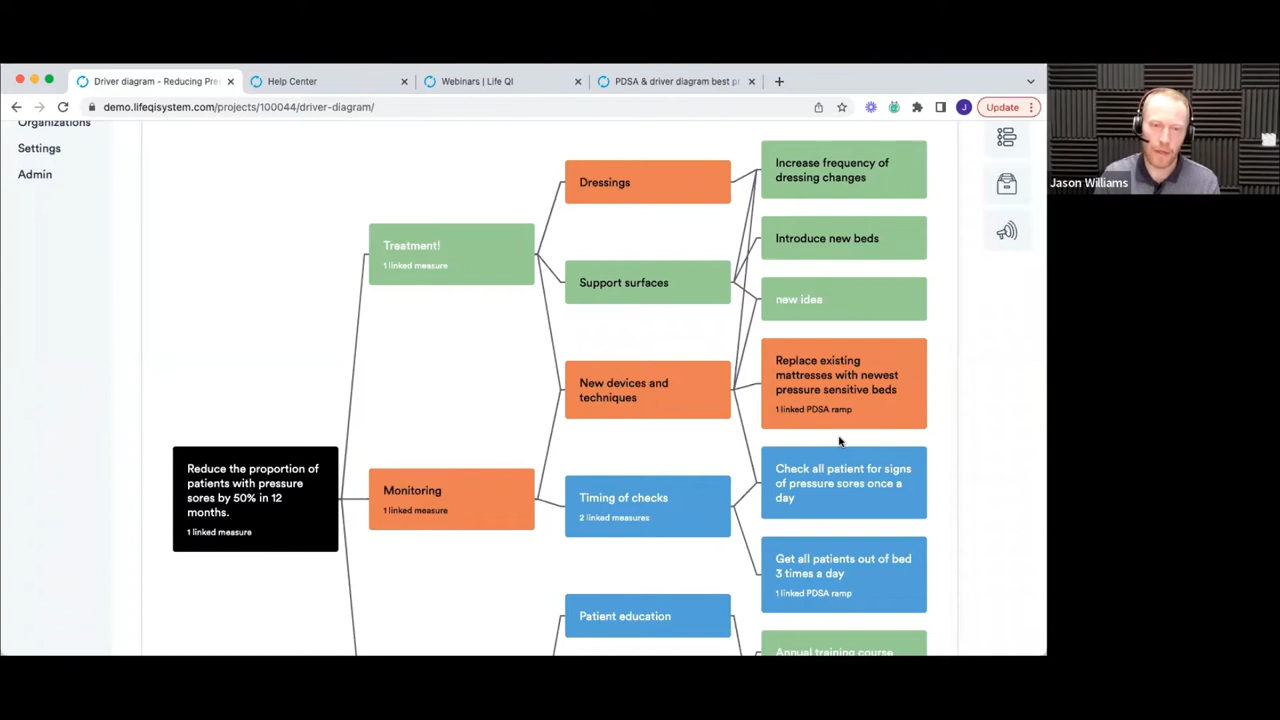 Driver diagram - Reducing Pre
Help Center
Webinars | Life QI
PDSA & driver diagram best pr
demo.lifeqisystem.com/projects/100044/driver-diagram/
J
Update
Jason Williams
Organizations
Settings
Admin
Reduce the proportion of
patients with pressure
sores by 50% in 12
months.
1 linked measure
Treatment!
1 linked measure
Monitoring
1 linked measure
Dressings
Support surfaces
New devices and
techniques
Timing of checks
2 linked measures
Patient education
Increase frequency of
dressing changes
Introduce new beds
new idea
Replace existing
mattresses with newest
pressure sensitive beds
1 linked PDSA ramp
Check all patient for signs
of pressure sores once a
day
Get all patients out of bed
3 times a day
1 linked PDSA ramp
Annual training course